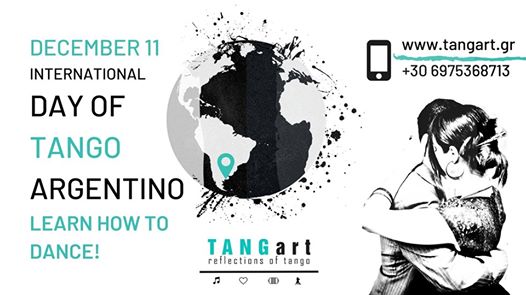 DECEMBER 11
INTERNATIONAL
DAY OF
TANGO
ARGENTINO
LEARN HOW TO
DANCE!
TANGart
reflections of tango
www.tangart.gr
+30 6975368713